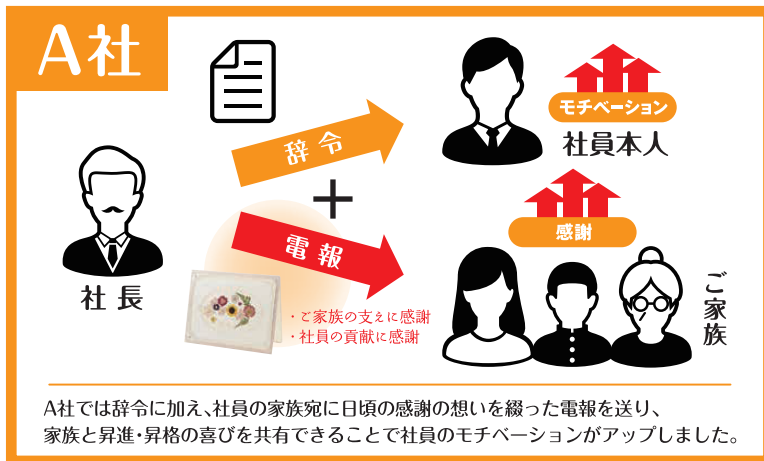 A社
辞令
モチベーション
社員本人
+
社長
電報
・ご家族の支えに感謝
・社員の貢献に感謝
感謝
ご家族
A社では辞令に加え、社員の家族宛に日頃の感謝の想いを綴った電報を送り、
家族と昇進・昇格の喜びを共有できることで社員のモチベーションがアップしました。